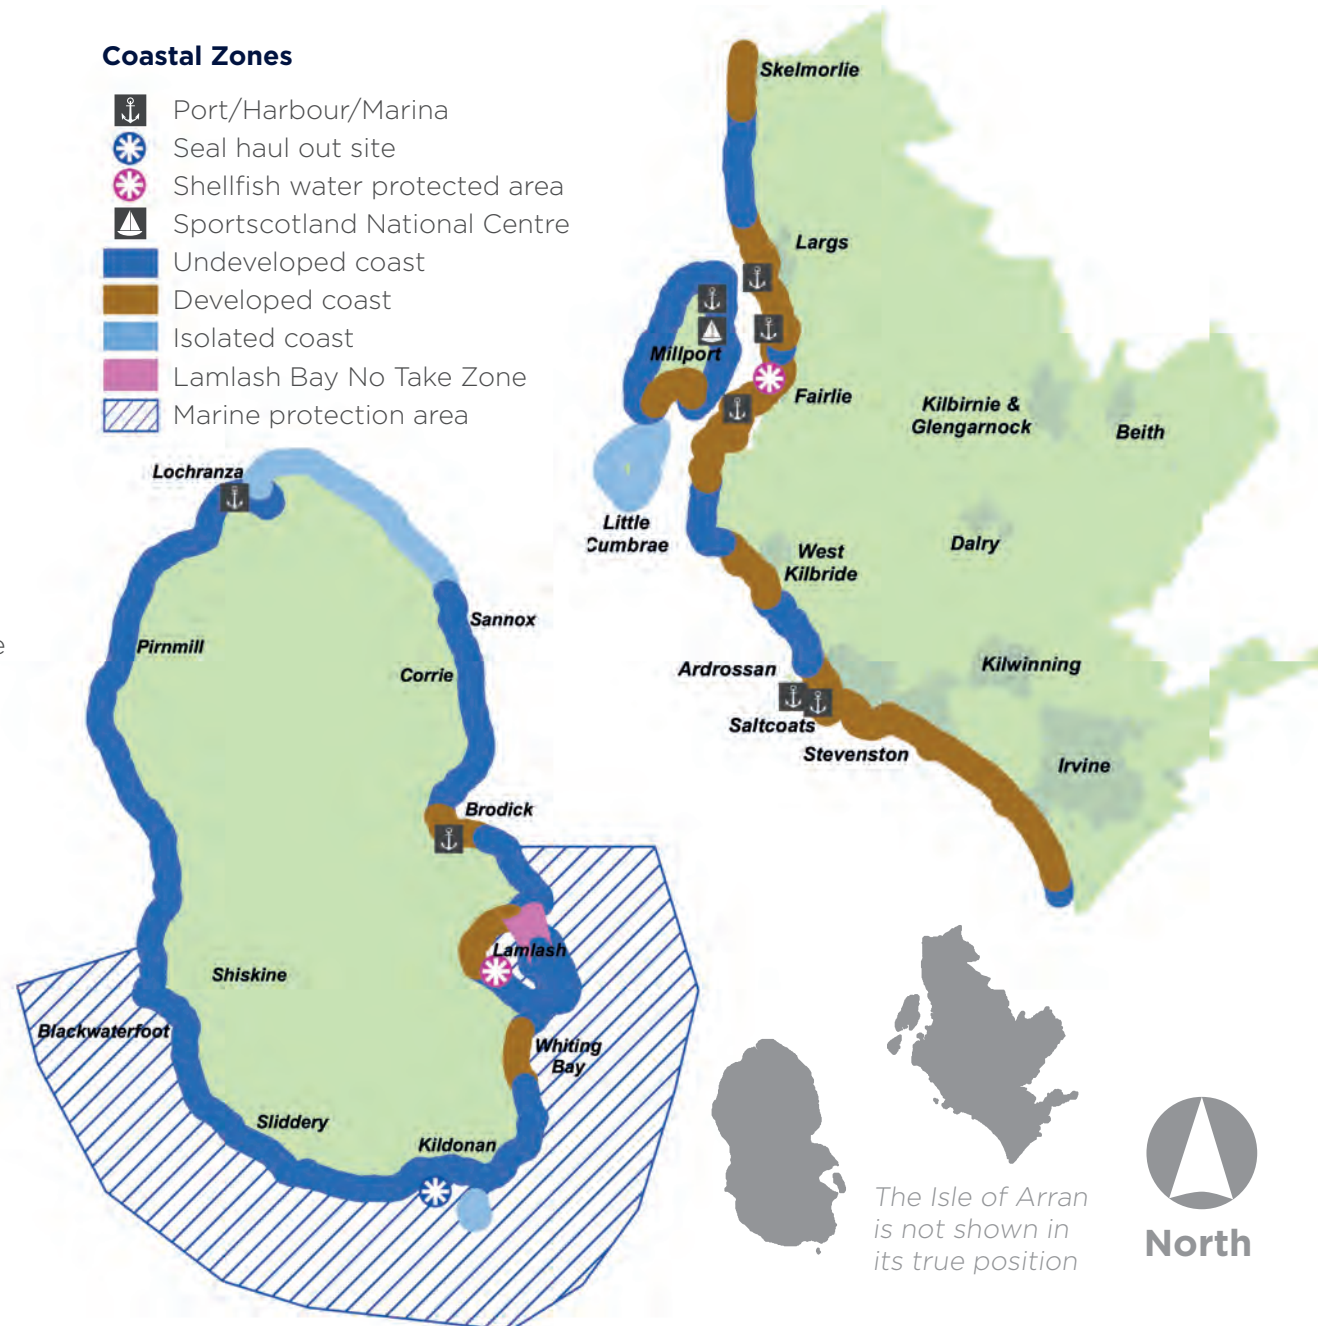 Coastal Zones
Port/Harbour/Marina
Seal haul out site
Shellfish water protected area
Sportscotland National Centre
Undeveloped coast
Developed coast
Isolated coast
Lamlash Bay No Take Zone
Marine protection area
Skelmorlie
Largs
Millport
Fairlie
Kilbirnie &
Glengarnock
Beith
Little
Cumbrae
West
Kilbride
Dalry
Ardrossan
Kilwinning
Saltcoats
Stevenston
Irvine
Lochranza
Sannox
Pirnmill
Corrie
Brodick
Lamlash
Shiskine
Blackwaterfoot
Whiting
Bay
Sliddery
Kildonan
e
The Isle of Arran
is not shown in
its true position
North